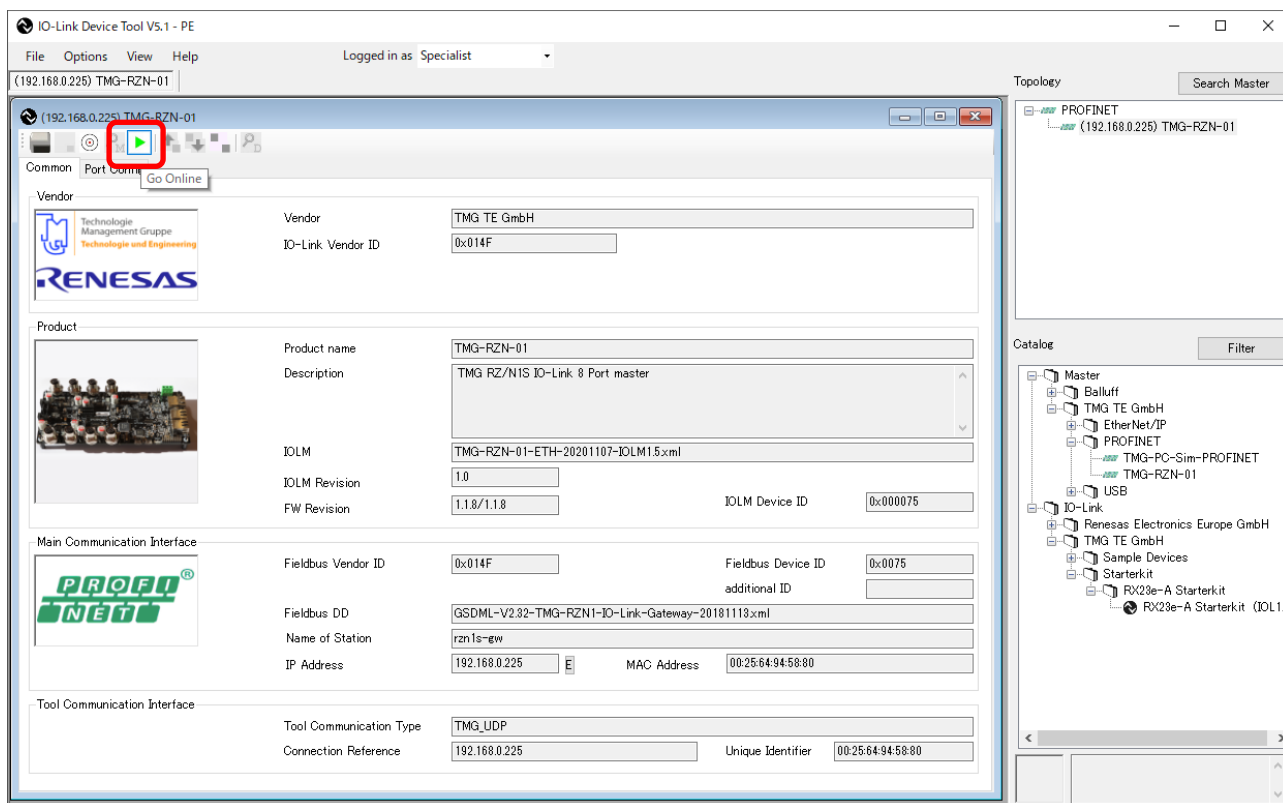 IO-Link Device Tool V5.1 - PE
File Options View Help Logged in as Specialist
(192.168.0.225) TMG-RZN-01
Topology Search Master
PROFINET
(192.168.0.225) TMG-RZN-01
(192.168.0.225) TMG-RZN-01
Common Port
Go Online
Vendor
Technologie
Management Gruppe
Technologie und Engineering
RENESAS
Vendor TMG TE GmbH
IO-Link Vendor ID 0x014F
Product
Product name TMG-RZN-01
Description TMG RZ/N1S IO-Link 8 Port master
IOLM TMG-RZN-01-ETH-20201107-IOLM1.5.xml
IOLM Revision 1.0
FW Revision 1.1.8/1.1.8 IOLM Device ID 0x000075
Main Communication Interface
PROFI
NET
®
Fieldbus Vendor ID 0x014F Fieldbus Device ID 0x0075
additional ID
Fieldbus DD GSDML-V2.32-TMG-RZN1-IO-Link-Gateway-20181113.xml
Name of Station rzn1s-gw
IP Address 192.168.0.225 E MAC Address 00:25:64:94:58:80
Tool Communication Interface
Tool Communication Type TMG_UDP
Connection Reference 192.168.0.225 Unique Identifier 00:25:64:94:58:80
Catalog Filter
Master
Balluff
TMG TE GmbH
EtherNet/IP
PROFINET
TMG-PC-Sim-PROFINET
TMG-RZN-01
USB
IO-Link
Renesas Electronics Europe GmbH
TMG TE GmbH
Sample Devices
Starterkit
RX23e-A Starterkit
RX23e-A Starterkit (IOL1.